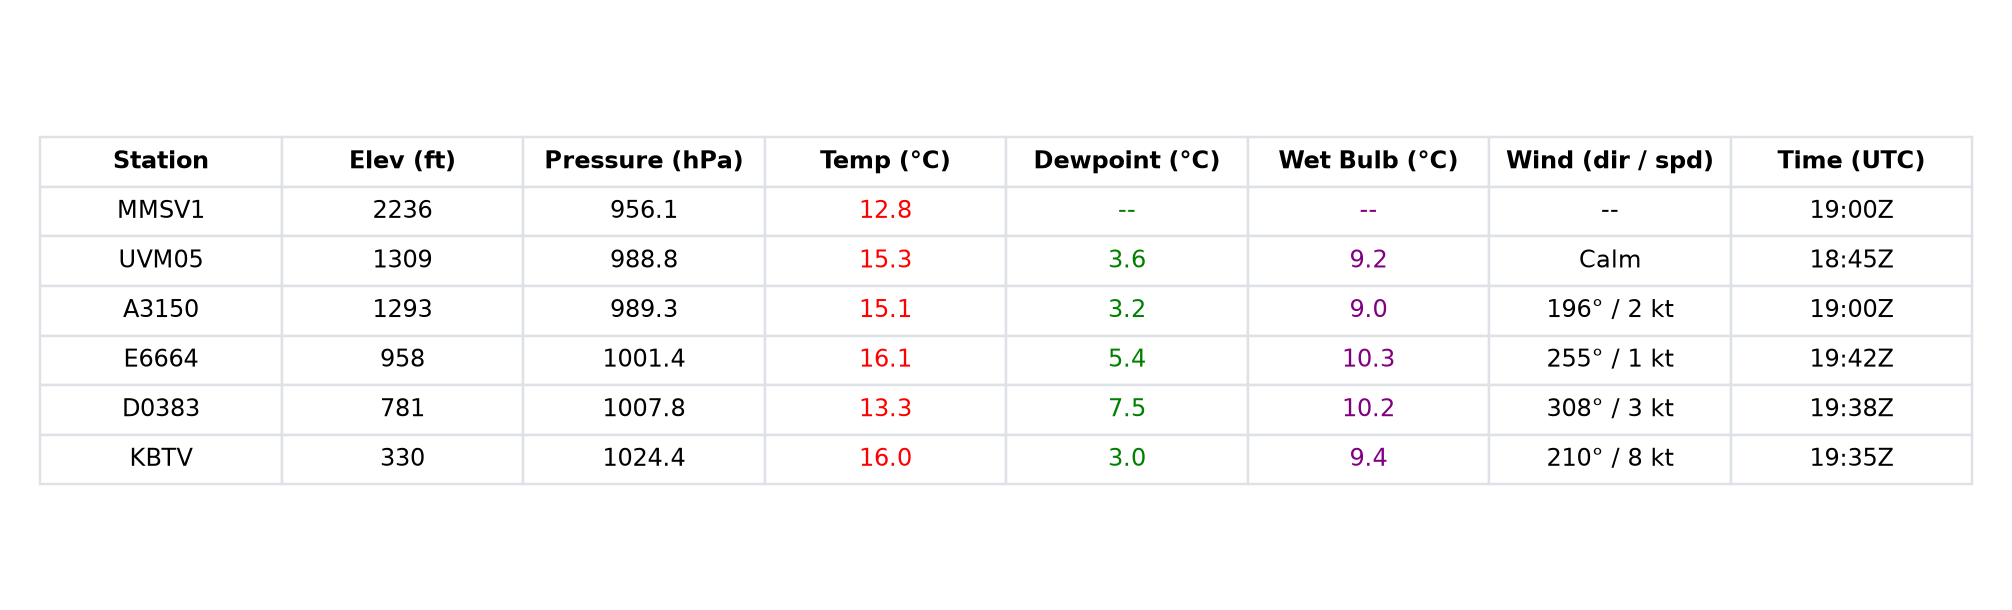 Station Elev (ft) Pressure (hPa) Temp (°C) Dewpoint (°C) Wet Bulb (°C) Wind (dir / spd) Time (UTC)
MMSV1 2236 956.1 12.8 -- -- -- 19:00Z
UVM05 1309 988.8 15.3 3.6 9.2 Calm 18:45Z
A3150 1293 989.3 15.1 3.2 9.0 196° / 2 kt 19:00Z
E6664 958 1001.4 16.1 5.4 10.3 255° / 1 kt 19:42Z
D0383 781 1007.8 13.3 7.5 10.2 308° / 3 kt 19:38Z
KBTV 330 1024.4 16.0 3.0 9.4 210° / 8 kt 19:35Z